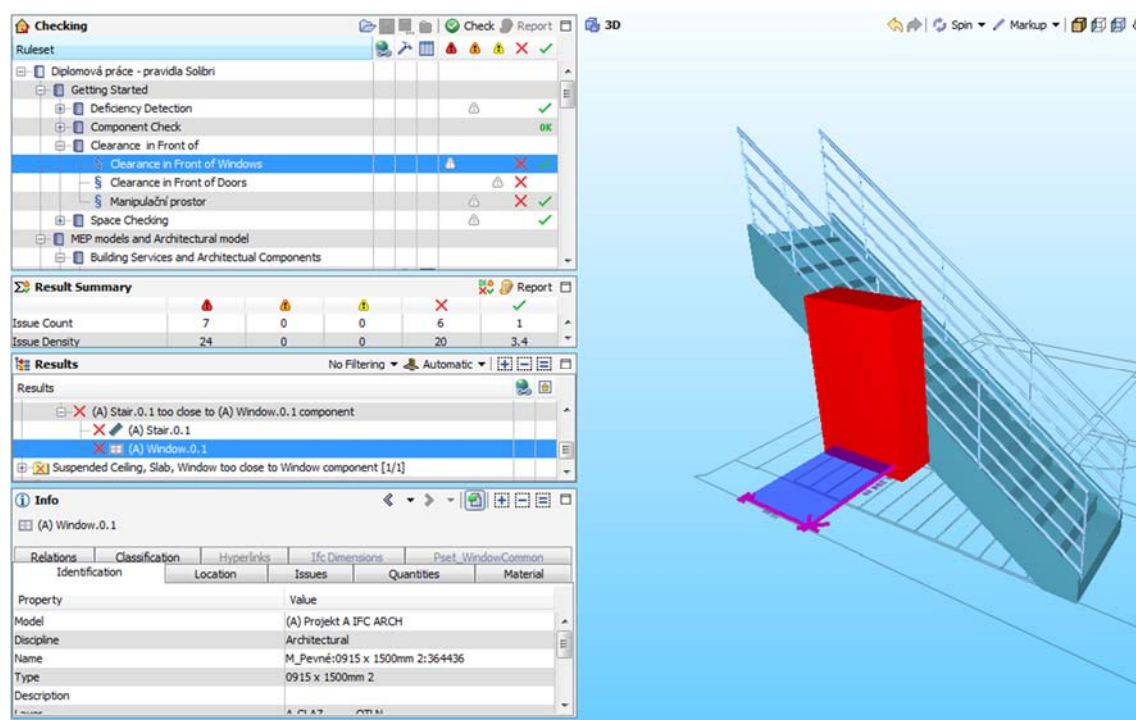 Checking Check Report
Ruleset
Diplomová práce - pravidla Solibri
Getting Started
Deficiency Detection
Component Check OK
Clearance in Front of
§ Clearance in Front of Windows
§ Clearance in Front of Doors
§ Manipulační prostor
Space Checking
MEP models and Architectural model
Building Services and Architectual Components
Result Summary Report
Issue Count 7 0 0 6 1
Issue Density 24 0 0 20 3.4
Results No Filtering Automatic
Results
(A) Stair.0.1 too close to (A) Window.0.1 component
(A) Stair.0.1
(A) Window.0.1
Suspended Ceiling, Slab, Window too close to Window component [1/1]
Info
(A) Window.0.1
Relations Classification Hyperlinks Ifc Dimensions Pset_WindowCommon
Identification Location Issues Quantities Material
Property Value
Model (A) Projekt A IFC ARCH
Discipline Architectural
Name M_Pevné:0915 x 1500mm 2:364436
Type 0915 x 1500mm 2
Description
3D Spin Markup